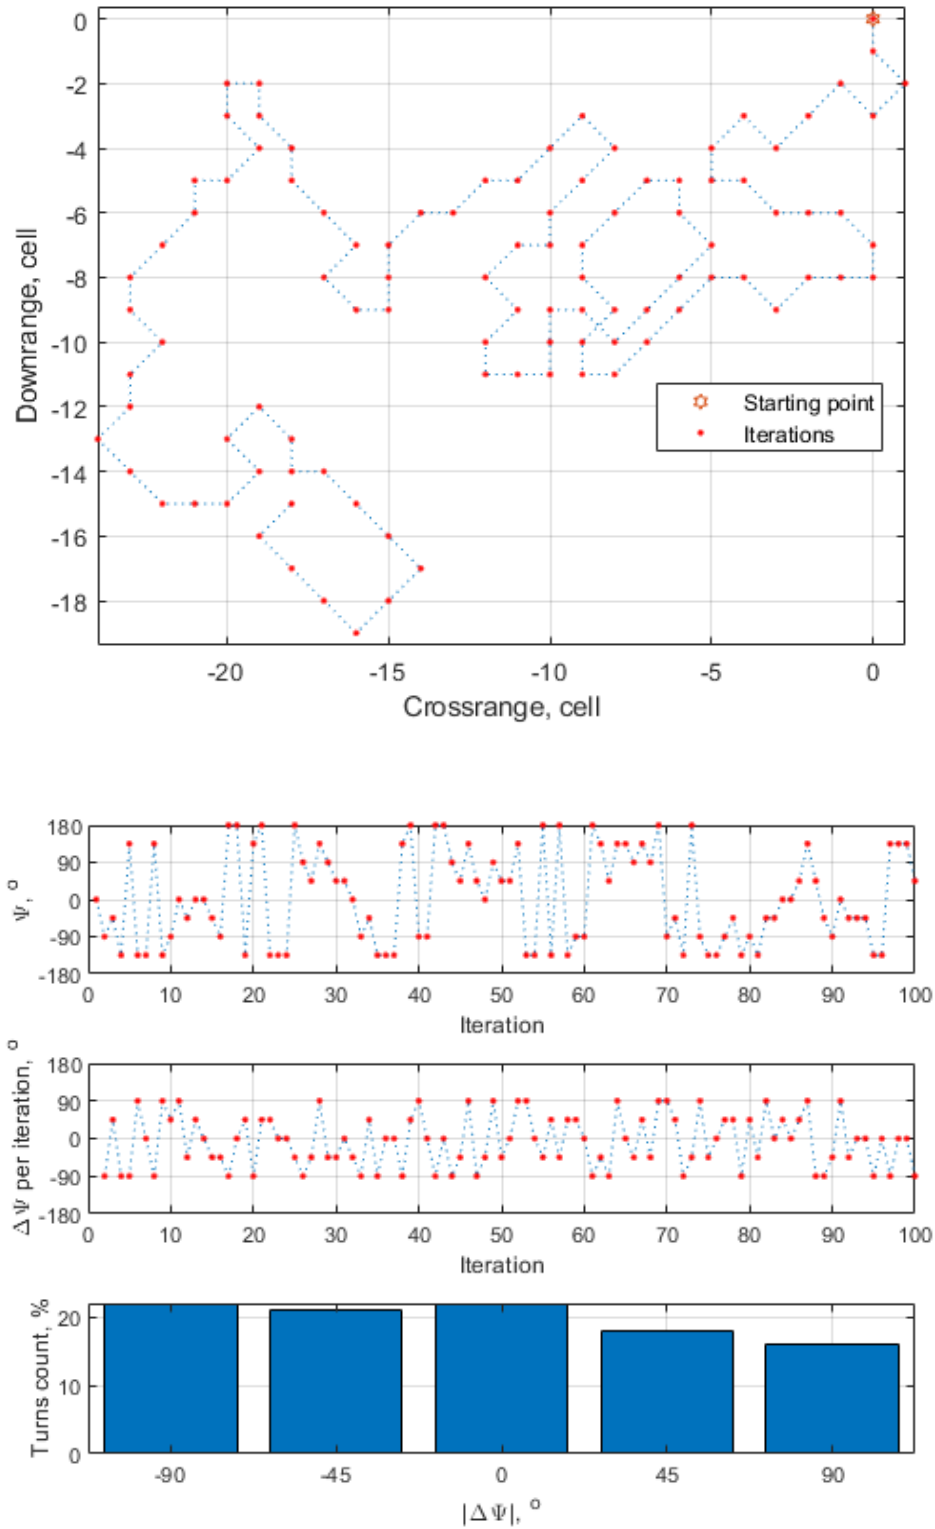 0
-2
-4
-6
-8
-10
-12
-14
-16
-18
Downrange, cell
Starting point
Iterations
-20 -15 -10 -5 0
Crossrange, cell
180
90
0
-90
-180
Ψ, °
0 10 20 30 40 50 60 70 80 90 100
Iteration
180
90
0
-90
-180
ΔΨ per iteration, °
0 10 20 30 40 50 60 70 80 90 100
Iteration
20
10
0
Turns count, %
-90 -45 0 45 90
|ΔΨ|, °